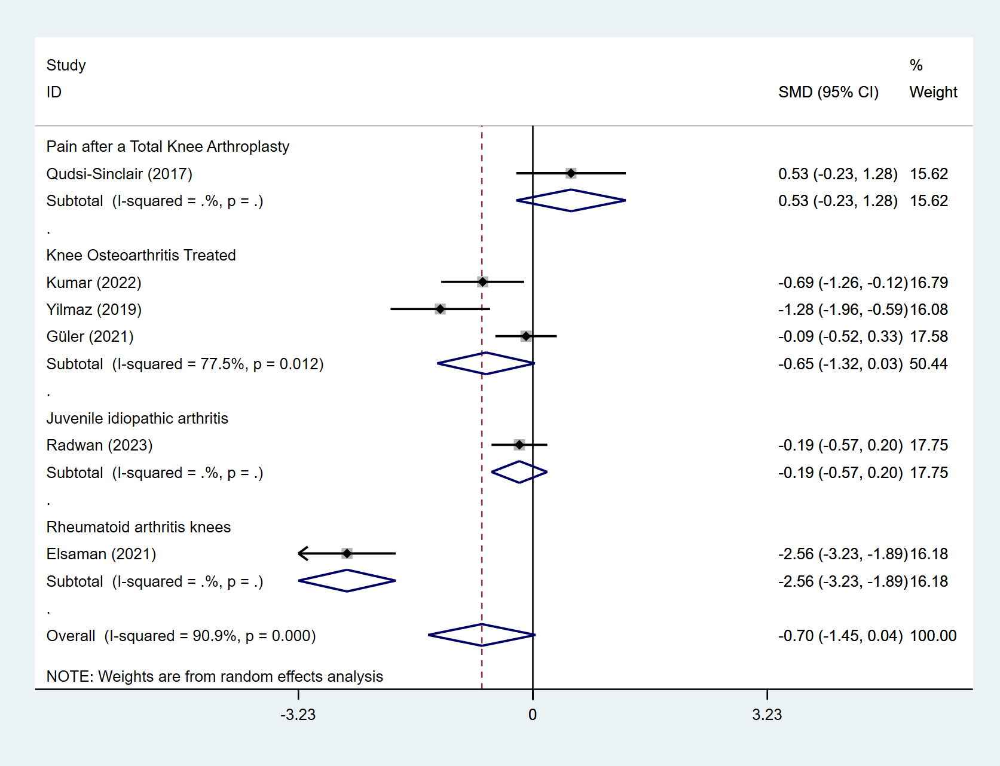 Study %
ID SMD (95% CI) Weight
Pain after a Total Knee Arthroplasty
Qudsi-Sinclair (2017) 0.53 (-0.23, 1.28) 15.62
Subtotal (I-squared = .%, p = .) 0.53 (-0.23, 1.28) 15.62
.
Knee Osteoarthritis Treated
Kumar (2022) -0.69 (-1.26, -0.12) 16.79
Yilmaz (2019) -1.28 (-1.96, -0.59) 16.08
Güler (2021) -0.09 (-0.52, 0.33) 17.58
Subtotal (I-squared = 77.5%, p = 0.012) -0.65 (-1.32, 0.03) 50.44
.
Juvenile idiopathic arthritis
Radwan (2023) -0.19 (-0.57, 0.20) 17.75
Subtotal (I-squared = .%, p = .) -0.19 (-0.57, 0.20) 17.75
.
Rheumatoid arthritis knees
Elsaman (2021) -2.56 (-3.23, -1.89) 16.18
Subtotal (I-squared = .%, p = .) -2.56 (-3.23, -1.89) 16.18
.
Overall (I-squared = 90.9%, p = 0.000) -0.70 (-1.45, 0.04) 100.00
NOTE: Weights are from random effects analysis
-3.23 0 3.23